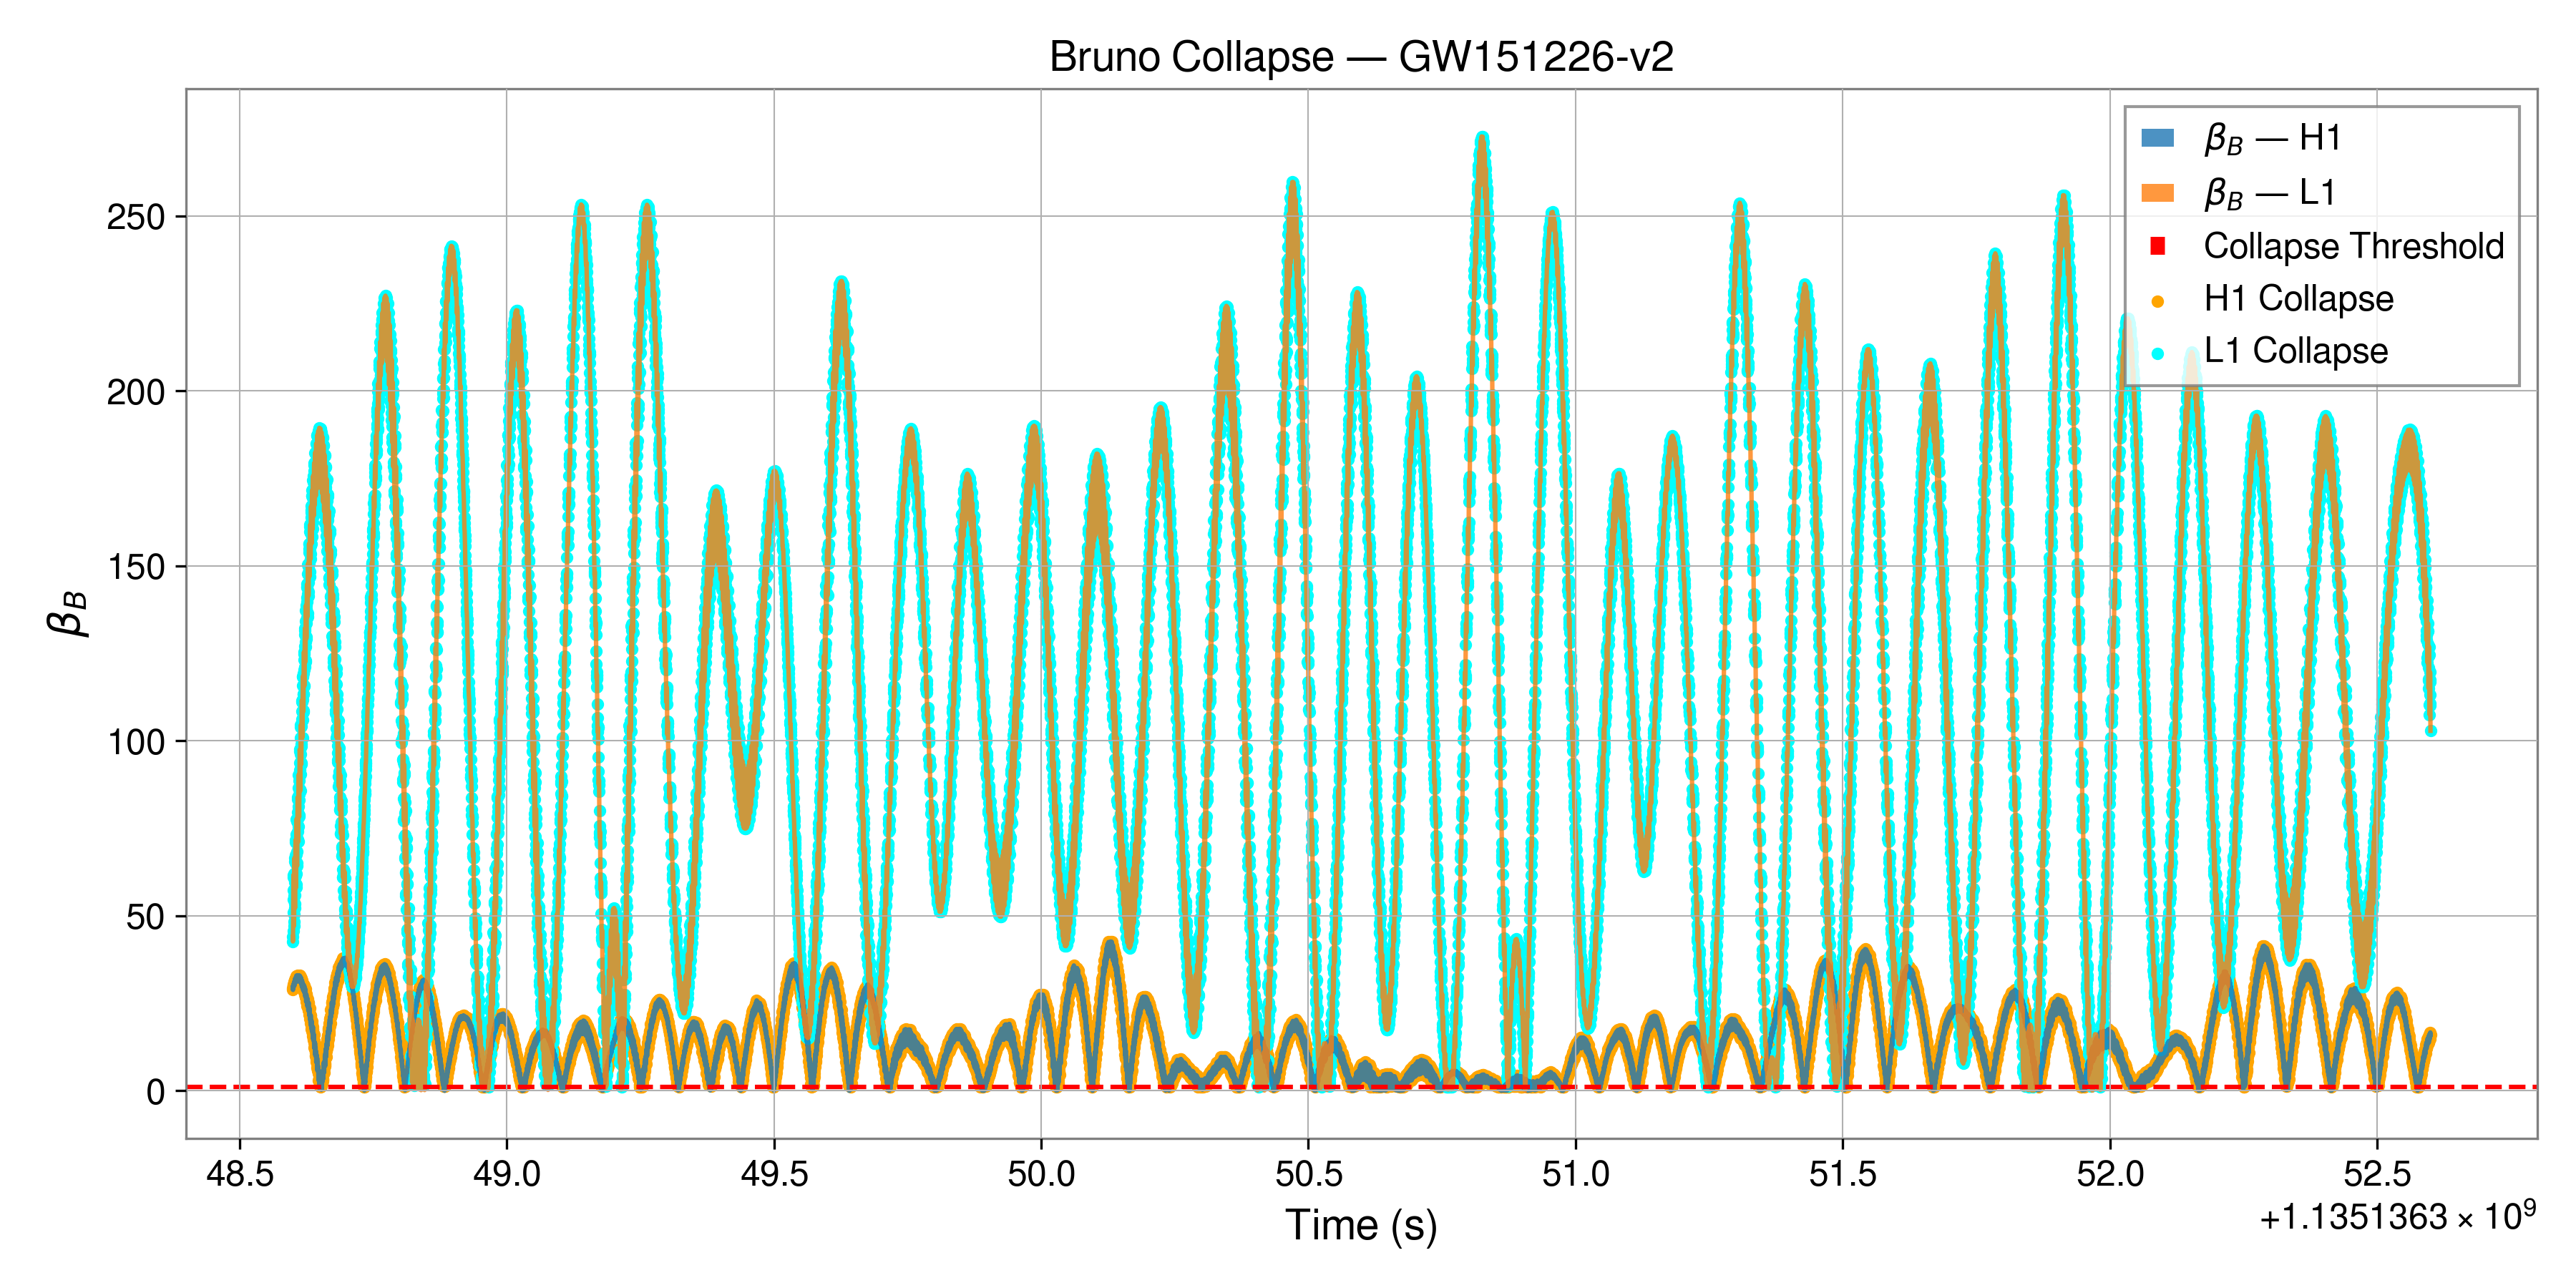 Bruno Collapse — GW151226-v2
β_B — H1
β_B — L1
Collapse Threshold
H1 Collapse
L1 Collapse
250
200
150
100
50
0
β_B
48.5 49.0 49.5 50.0 50.5 51.0 51.5 52.0 52.5
+1.1351363 × 10⁹
Time (s)